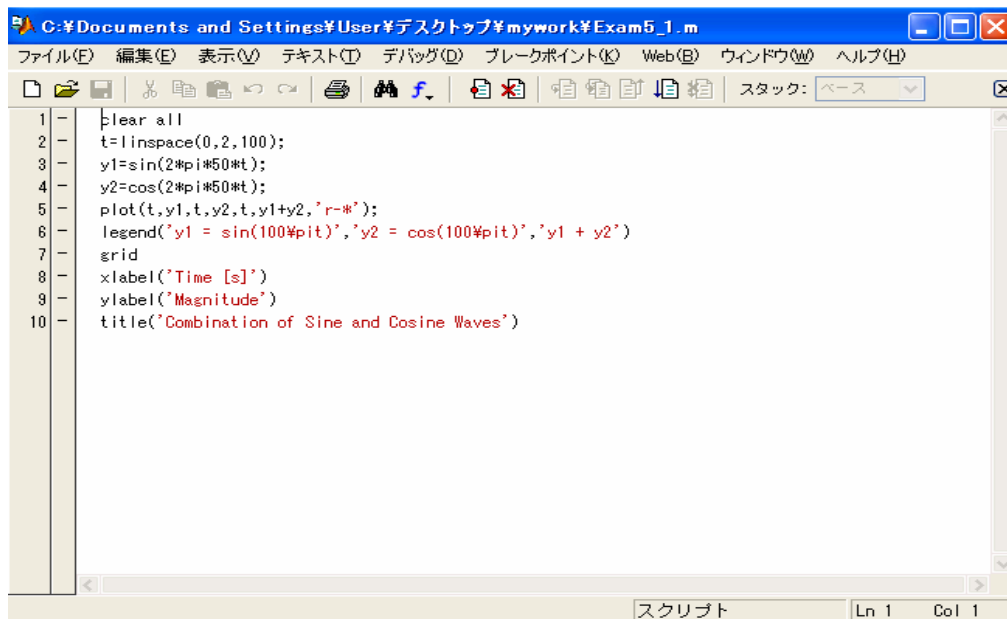 C:¥Documents and Settings¥User¥デスクトップ¥mywork¥Exam5_1.m
ファイル(F) 編集(E) 表示(V) テキスト(T) デバッグ(D) ブレークポイント(K) Web(B) ウィンドウ(W) ヘルプ(H)
スタック: ベース
1 - clear all
2 - t=linspace(0,2,100);
3 - y1=sin(2*pi*50*t);
4 - y2=cos(2*pi*50*t);
5 - plot(t,y1,t,y2,t,y1+y2,'r-*');
6 - legend('y1 = sin(100¥pit)','y2 = cos(100¥pit)','y1 + y2')
7 - grid
8 - xlabel('Time [s]')
9 - ylabel('Magnitude')
10 - title('Combination of Sine and Cosine Waves')
スクリプト Ln 1 Col 1